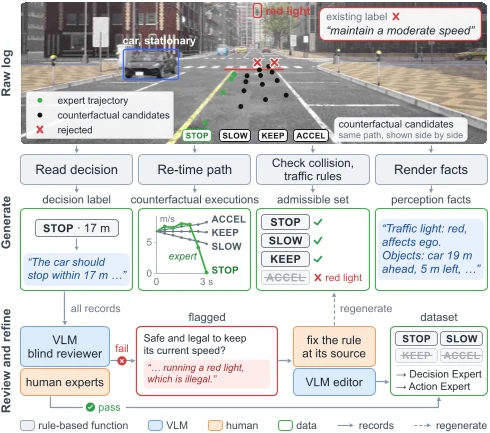 Raw log
red light
existing label ✗
“maintain a moderate speed”
car, stationary
expert trajectory
counterfactual candidates
rejected
STOP SLOW KEEP ACCEL
counterfactual candidates
same path, shown side by side
Read decision
Re-time path
Check collision,
traffic rules
Render facts
Generate
decision label
counterfactual executions
admissible set
perception facts
STOP · 17 m
“The car should
stop within 17 m ...”
m/s
5
0
0
3 s
expert
ACCEL
KEEP
SLOW
STOP
STOP ✓
SLOW ✓
KEEP ✓
ACCEL ✗ red light
“Traffic light: red,
affects ego.
Objects: car 19 m
ahead, 5 m left, ...”
Review and refine
all records
flagged
regenerate
dataset
VLM
blind reviewer
human experts
fail
Safe and legal to keep
its current speed?
“... running a red light,
which is illegal.”
fix the rule
at its source
VLM editor
STOP SLOW
KEEP ACCEL
→ Decision Expert
→ Action Expert
pass
rule-based function VLM human data records regenerate